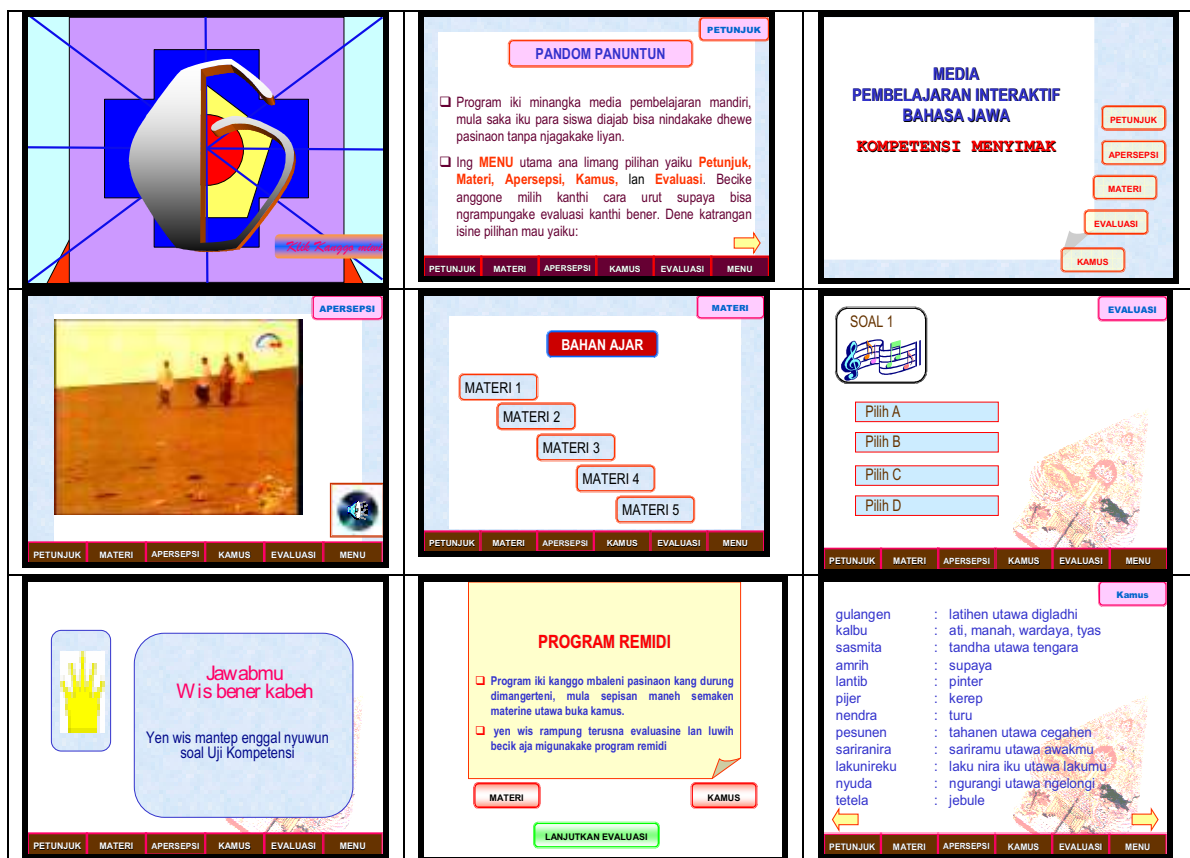 Klik Kanggo
PETUNJUK
PANDOM PANUNTUN
❑ Program iki minangka media pembelajaran mandiri,
mula saka iku para siswa diajab bisa nindakake dhewe
pasinaon tanpa njagakake liyan.
❑ Ing MENU utama ana limang pilihan yaiku Petunjuk,
Materi, Apersepsi, Kamus, lan Evaluasi. Becike
anggone milih kanthi cara urut supaya bisa
ngrampungake evaluasi kanthi bener. Dene katrangan
isine pilihan mau yaiku:
PETUNJUK MATERI APERSEPSI KAMUS EVALUASI MENU
MEDIA
PEMBELAJARAN INTERAKTIF
BAHASA JAWA
KOMPETENSI MENYIMAK
PETUNJUK
APERSEPSI
MATERI
EVALUASI
KAMUS
APERSEPSI
PETUNJUK MATERI APERSEPSI KAMUS EVALUASI MENU
MATERI
BAHAN AJAR
MATERI 1
MATERI 2
MATERI 3
MATERI 4
MATERI 5
PETUNJUK MATERI APERSEPSI KAMUS EVALUASI MENU
EVALUASI
SOAL 1
Pilih A
Pilih B
Pilih C
Pilih D
PETUNJUK MATERI APERSEPSI KAMUS EVALUASI MENU
Jawabmu
Wis bener kabeh
Yen wis mantep enggal nyuwun
soal Uji Kompetensi
PETUNJUK MATERI APERSEPSI KAMUS EVALUASI MENU
PROGRAM REMIDI
❑ Program iki kanggo mbaleni pasinaon kang durung
dimangerteni, mula sepisan maneh semaken
materine utawa buka kamus.
❑ yen wis rampung terusna evaluasine lan luwih
becik aja migunakake program remidi
MATERI
KAMUS
LANJUTKAN EVALUASI
Kamus
gulangen : latihen utawa digladhi
kalbu : ati, manah, wardaya, tyas
sasmita : tandha utawa tengara
amrih : supaya
lantib : pinter
pijer : kerep
nendra : turu
pesunen : tahanen utawa cegahen
sariranira : sariramu utawa awakmu
lakunireku : laku nira iku utawa lakumu
nyuda : ngurangi utawa ngelongi
tetela : jebule
PETUNJUK MATERI APERSEPSI KAMUS EVALUASI MENU